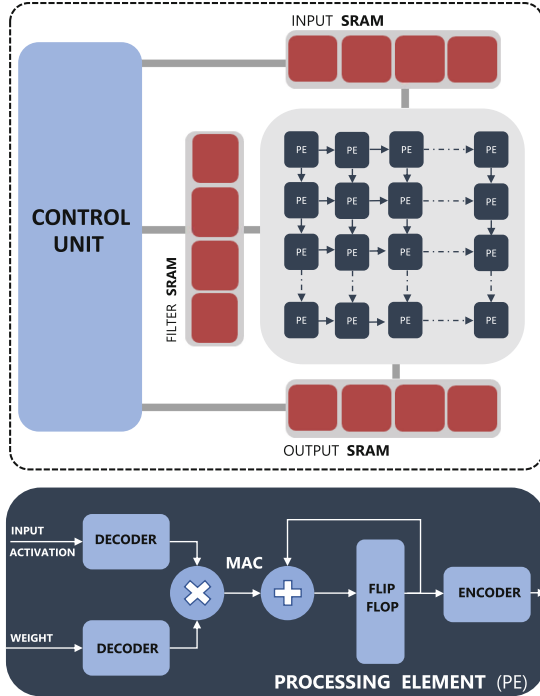 INPUT SRAM
CONTROL
UNIT
FILTER SRAM
PE PE PE PE
PE PE PE PE
PE PE PE PE
PE PE PE PE
OUTPUT SRAM
INPUT
ACTIVATION
DECODER
MAC
FLIP
FLOP
ENCODER
WEIGHT
DECODER
PROCESSING ELEMENT (PE)